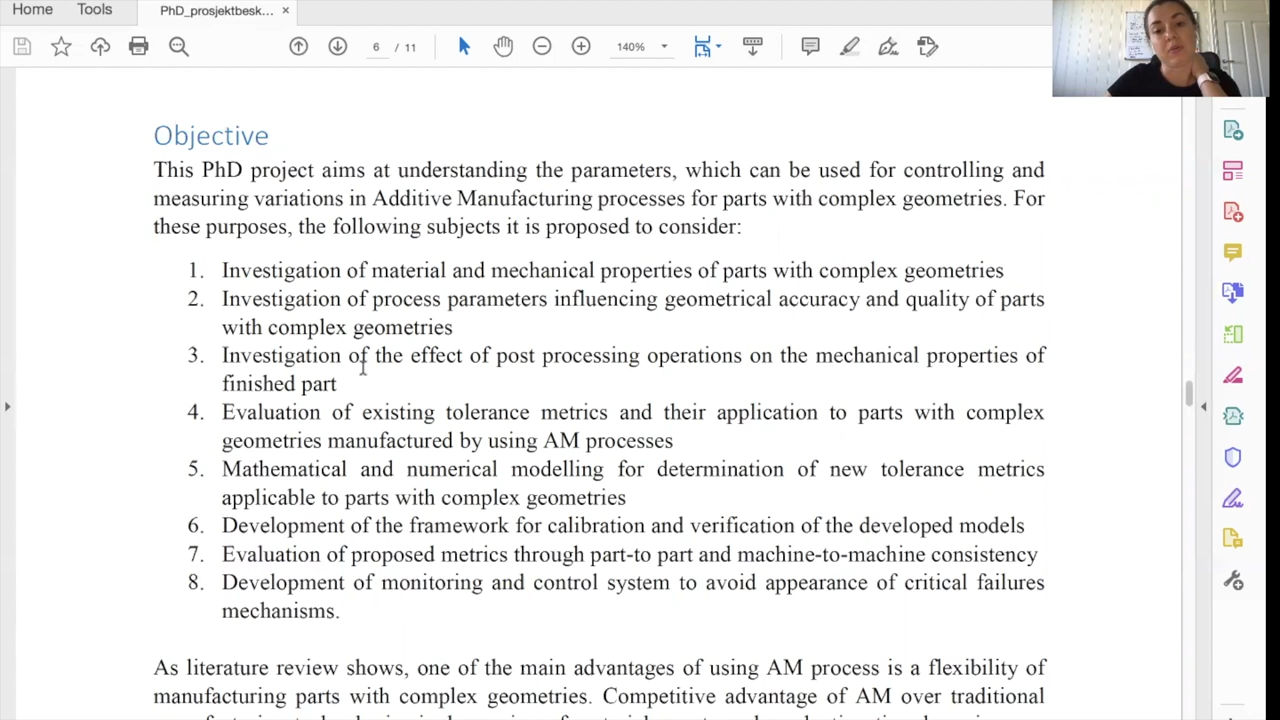 Home Tools PhD_prosjektbesk... ×
6 / 11 140%
Objective
This PhD project aims at understanding the parameters, which can be used for controlling and
measuring variations in Additive Manufacturing processes for parts with complex geometries. For
these purposes, the following subjects it is proposed to consider:
1. Investigation of material and mechanical properties of parts with complex geometries
2. Investigation of process parameters influencing geometrical accuracy and quality of parts
with complex geometries
3. Investigation of the effect of post processing operations on the mechanical properties of
finished part
4. Evaluation of existing tolerance metrics and their application to parts with complex
geometries manufactured by using AM processes
5. Mathematical and numerical modelling for determination of new tolerance metrics
applicable to parts with complex geometries
6. Development of the framework for calibration and verification of the developed models
7. Evaluation of proposed metrics through part-to part and machine-to-machine consistency
8. Development of monitoring and control system to avoid appearance of critical failures
mechanisms.
As literature review shows, one of the main advantages of using AM process is a flexibility of
manufacturing parts with complex geometries. Competitive advantage of AM over traditional